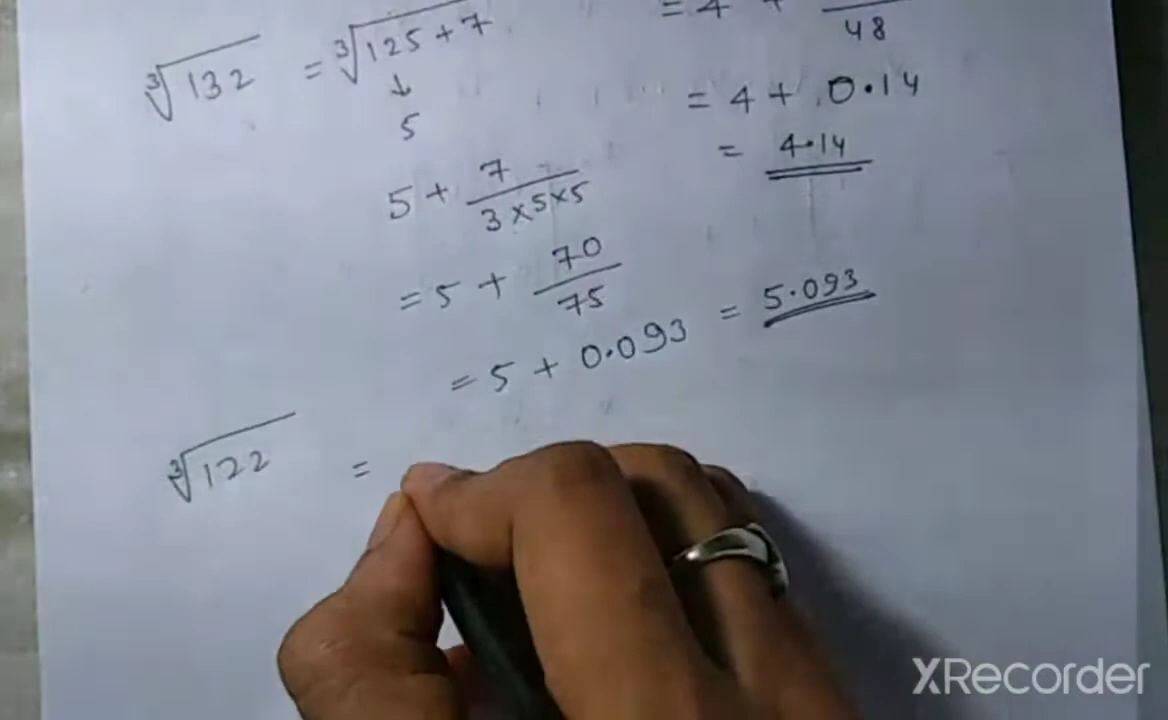 ∛132 = ∛125 + 7
↓
5
5 + 7 / 3 × 5 × 5
= 5 + 70 / 75
= 5 + 0.093 = 5.093
= 4 + / 48
= 4 + 0.14
= 4.14
∛122 =
XRecorder